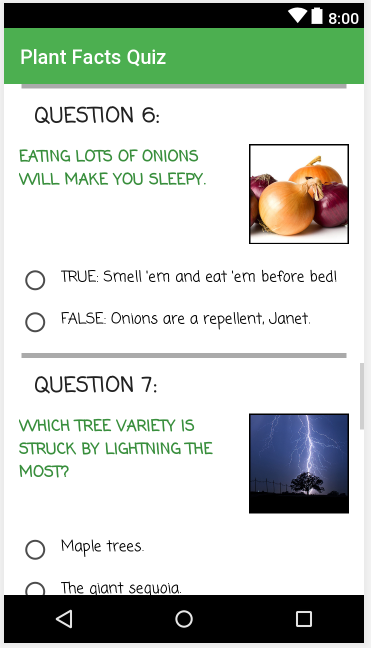 8:00
Plant Facts Quiz
QUESTION 6:
EATING LOTS OF ONIONS
WILL MAKE YOU SLEEPY.
TRUE: Smell 'em and eat 'em before bed!
FALSE: Onions are a repellent, Janet.
QUESTION 7:
WHICH TREE VARIETY IS
STRUCK BY LIGHTNING THE
MOST?
Maple trees.
The giant sequoia.